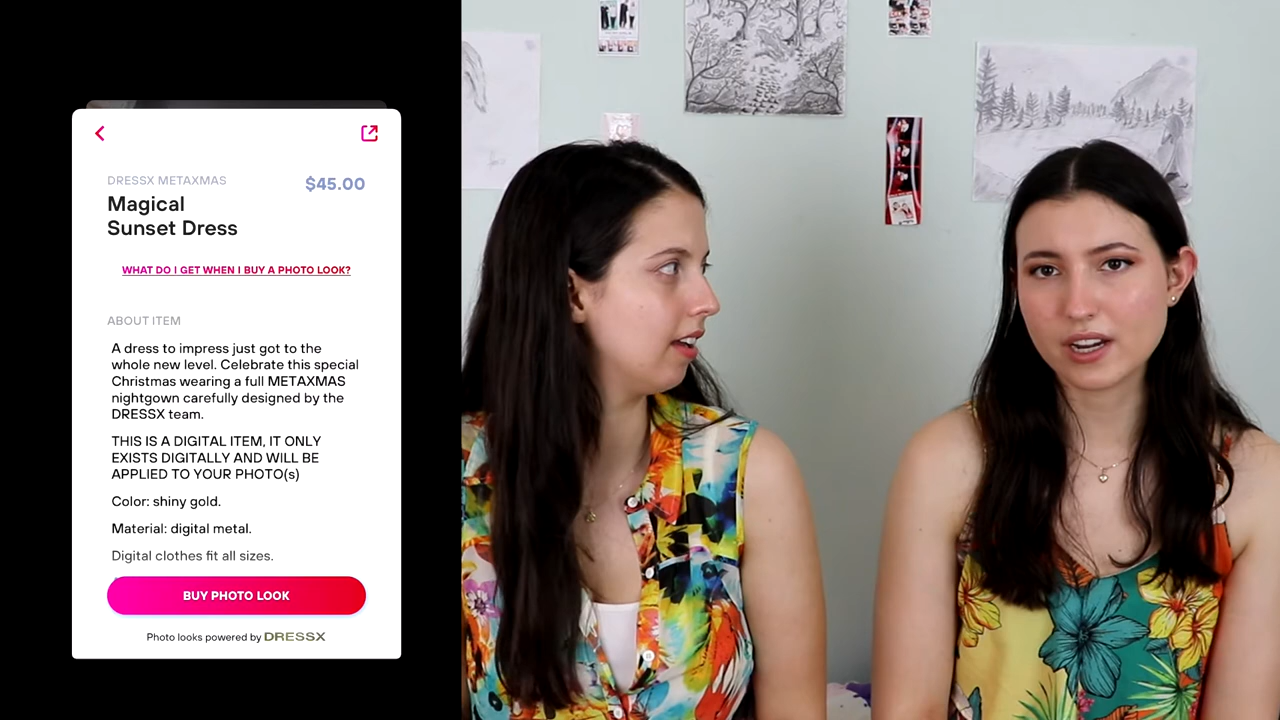 DRESSX METAXMAS
$45.00
Magical
Sunset Dress
WHAT DO I GET WHEN I BUY A PHOTO LOOK?
ABOUT ITEM
A dress to impress just got to the
whole new level. Celebrate this special
Christmas wearing a full METAXMAS
nightgown carefully designed by the
DRESSX team.
THIS IS A DIGITAL ITEM, IT ONLY
EXISTS DIGITALLY AND WILL BE
APPLIED TO YOUR PHOTO(s)
Color: shiny gold.
Material: digital metal.
Digital clothes fit all sizes.
BUY PHOTO LOOK
Photo looks powered by DRESSX